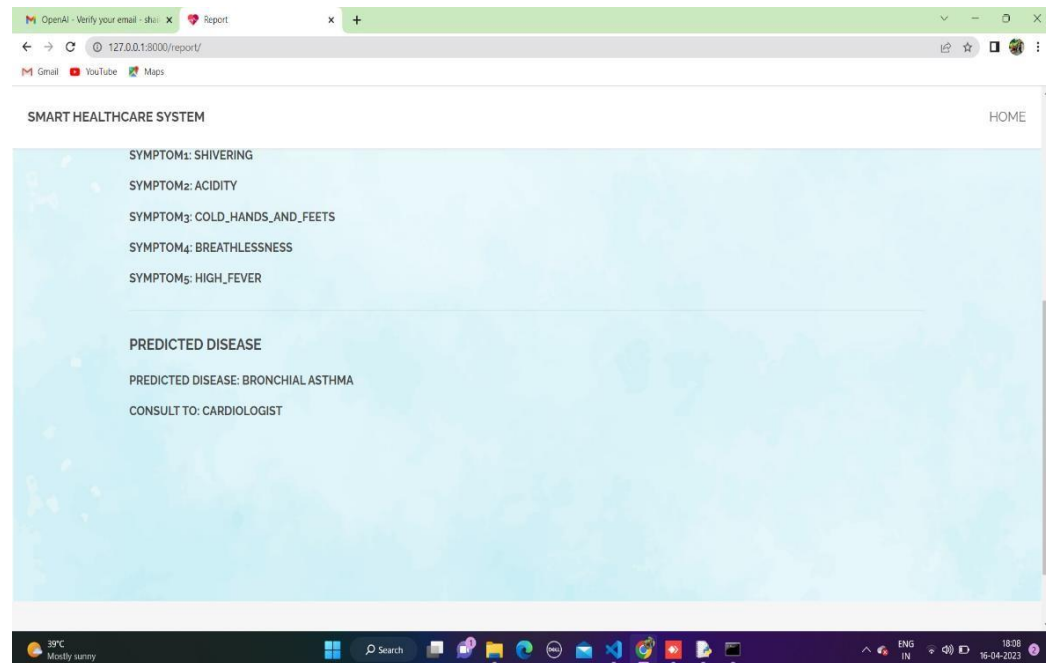 OpenAI - Verify your email - shai
Report
127.0.0.1:8000/report/
Gmail YouTube Maps
SMART HEALTHCARE SYSTEM HOME
SYMPTOM1: SHIVERING
SYMPTOM2: ACIDITY
SYMPTOM3: COLD_HANDS_AND_FEETS
SYMPTOM4: BREATHLESSNESS
SYMPTOM5: HIGH_FEVER
PREDICTED DISEASE
PREDICTED DISEASE: BRONCHIAL ASTHMA
CONSULT TO: CARDIOLOGIST
39°C
Mostly sunny
Search
ENG
IN
18:08
16-04-2023